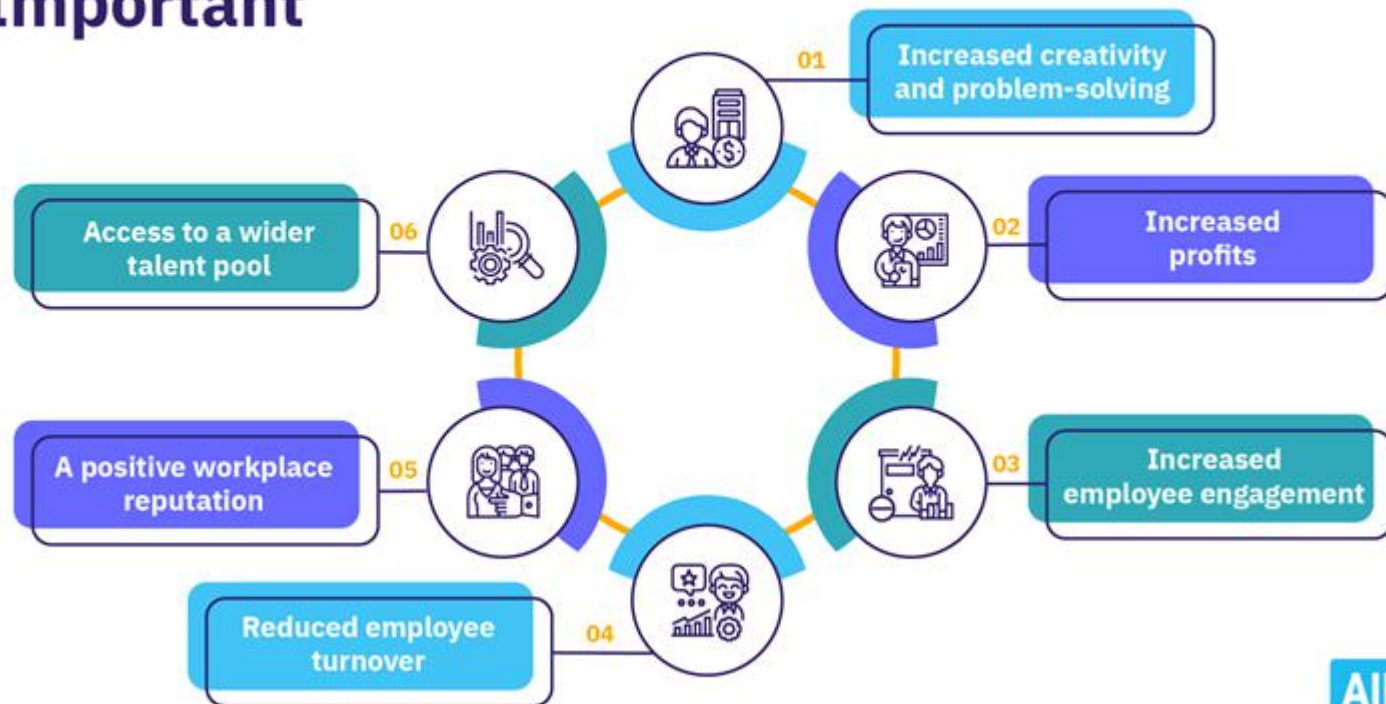 important
01
Increased creativity
and problem-solving
02
Increased
profits
03
Increased
employee engagement
04
Reduced employee
turnover
05
A positive workplace
reputation
06
Access to a wider
talent pool
$